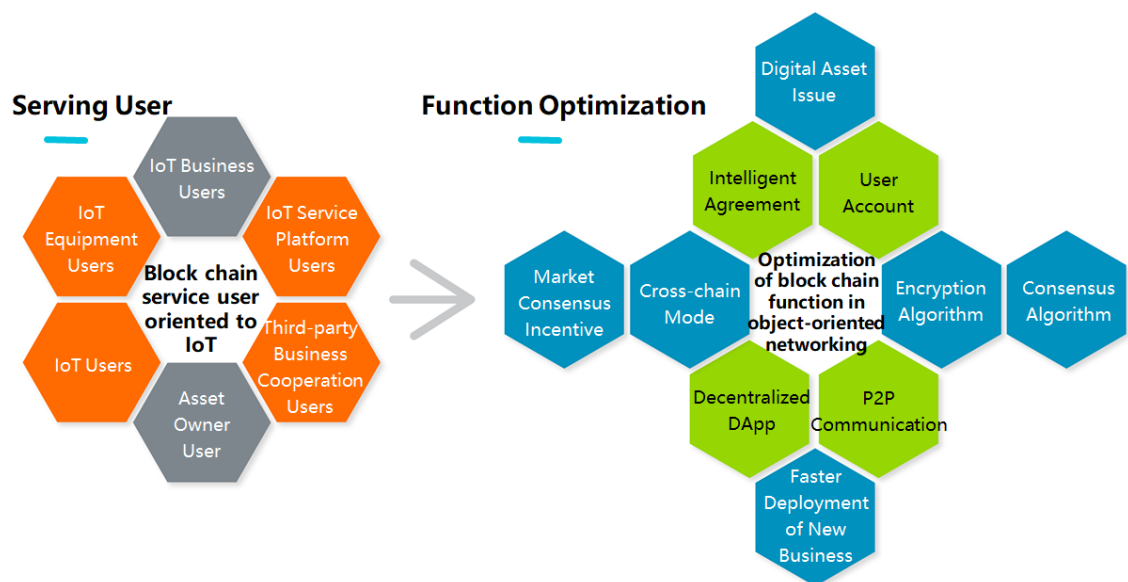 Serving User
IoT Business
Users
IoT
Equipment
Users
IoT Service
Platform
Users
Block chain
service user
oriented to
IoT
IoT Users
Third-party
Business
Cooperation
Users
Asset
Owner
User
Function Optimization
Digital Asset
Issue
Intelligent
Agreement
User
Account
Market
Consensus
Incentive
Cross-chain
Mode
Optimization
of block chain
function in
object-oriented
networking
Encryption
Algorithm
Consensus
Algorithm
Decentralized
DApp
P2P
Communication
Faster
Deployment
of New
Business